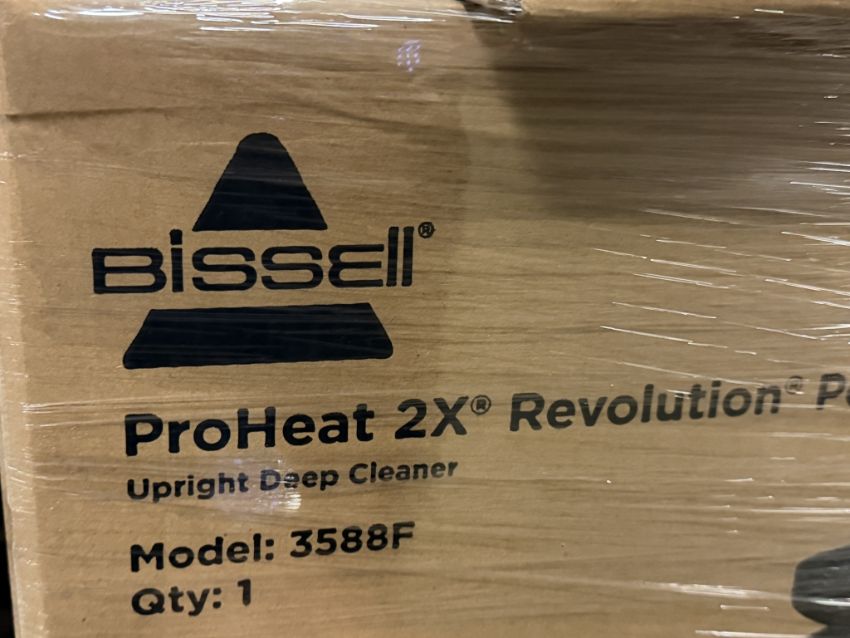 BISSELL®
ProHeat 2X® Revolution®
Upright Deep Cleaner
Model: 3588F
Qty: 1